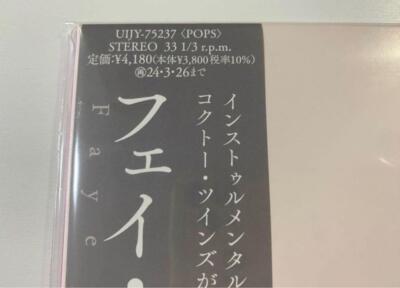 UIJY-75237〈POPS〉
STEREO 33 1/3 r.p.m.
定価:¥4,180(本体¥3,800税率10%)
㊢24・3・26まで
インストゥルメンタル
コクトー・ツインズが
フェイ・
Faye